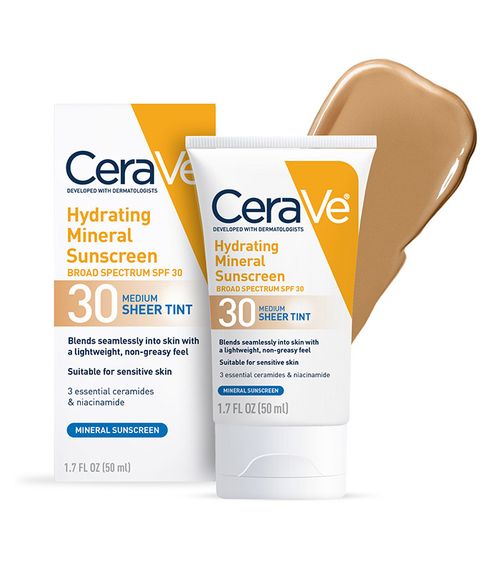 CeraVe
DEVELOPED WITH DERMATOLOGISTS
Hydrating
Mineral
Sunscreen
BROAD SPECTRUM SPF 30
30 MEDIUM
SHEER TINT
Blends seamlessly into skin with
a lightweight, non-greasy feel
Suitable for sensitive skin
3 essential ceramides
& niacinamide
MINERAL SUNSCREEN
1.7 FL OZ (50 ml)
CeraVe®
DEVELOPED WITH DERMATOLOGISTS
Hydrating
Mineral
Sunscreen
BROAD SPECTRUM SPF 30
30 MEDIUM
SHEER TINT
Blends seamlessly into skin with
a lightweight, non-greasy feel
Suitable for sensitive skin
3 essential ceramides & niacinamide
MINERAL SUNSCREEN
1.7 FL OZ (50 ml)